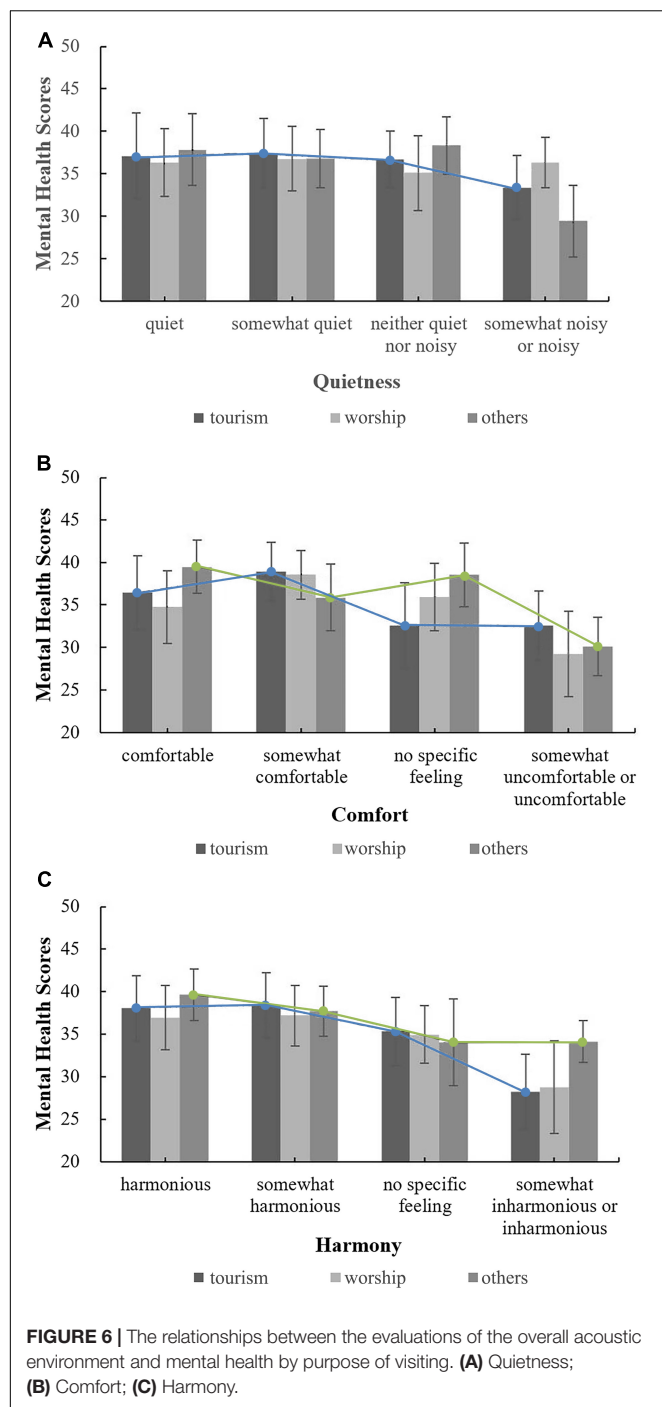 A
Mental Health Scores
50
45
40
35
30
25
20
quiet
somewhat quiet
neither quiet
nor noisy
somewhat noisy
or noisy
Quietness
tourism worship others
B
Mental Health Scores
50
45
40
35
30
25
20
comfortable
somewhat
comfortable
no specific
feeling
somewhat
uncomfortable or
uncomfortable
Comfort
tourism worship others
C
Mental Health Scores
50
45
40
35
30
25
20
harmonious
somewhat
harmonious
no specific
feeling
somewhat
inharmonious or
inharmonious
Harmony
tourism worship others
FIGURE 6 | The relationships between the evaluations of the overall acoustic
environment and mental health by purpose of visiting. (A) Quietness;
(B) Comfort; (C) Harmony.